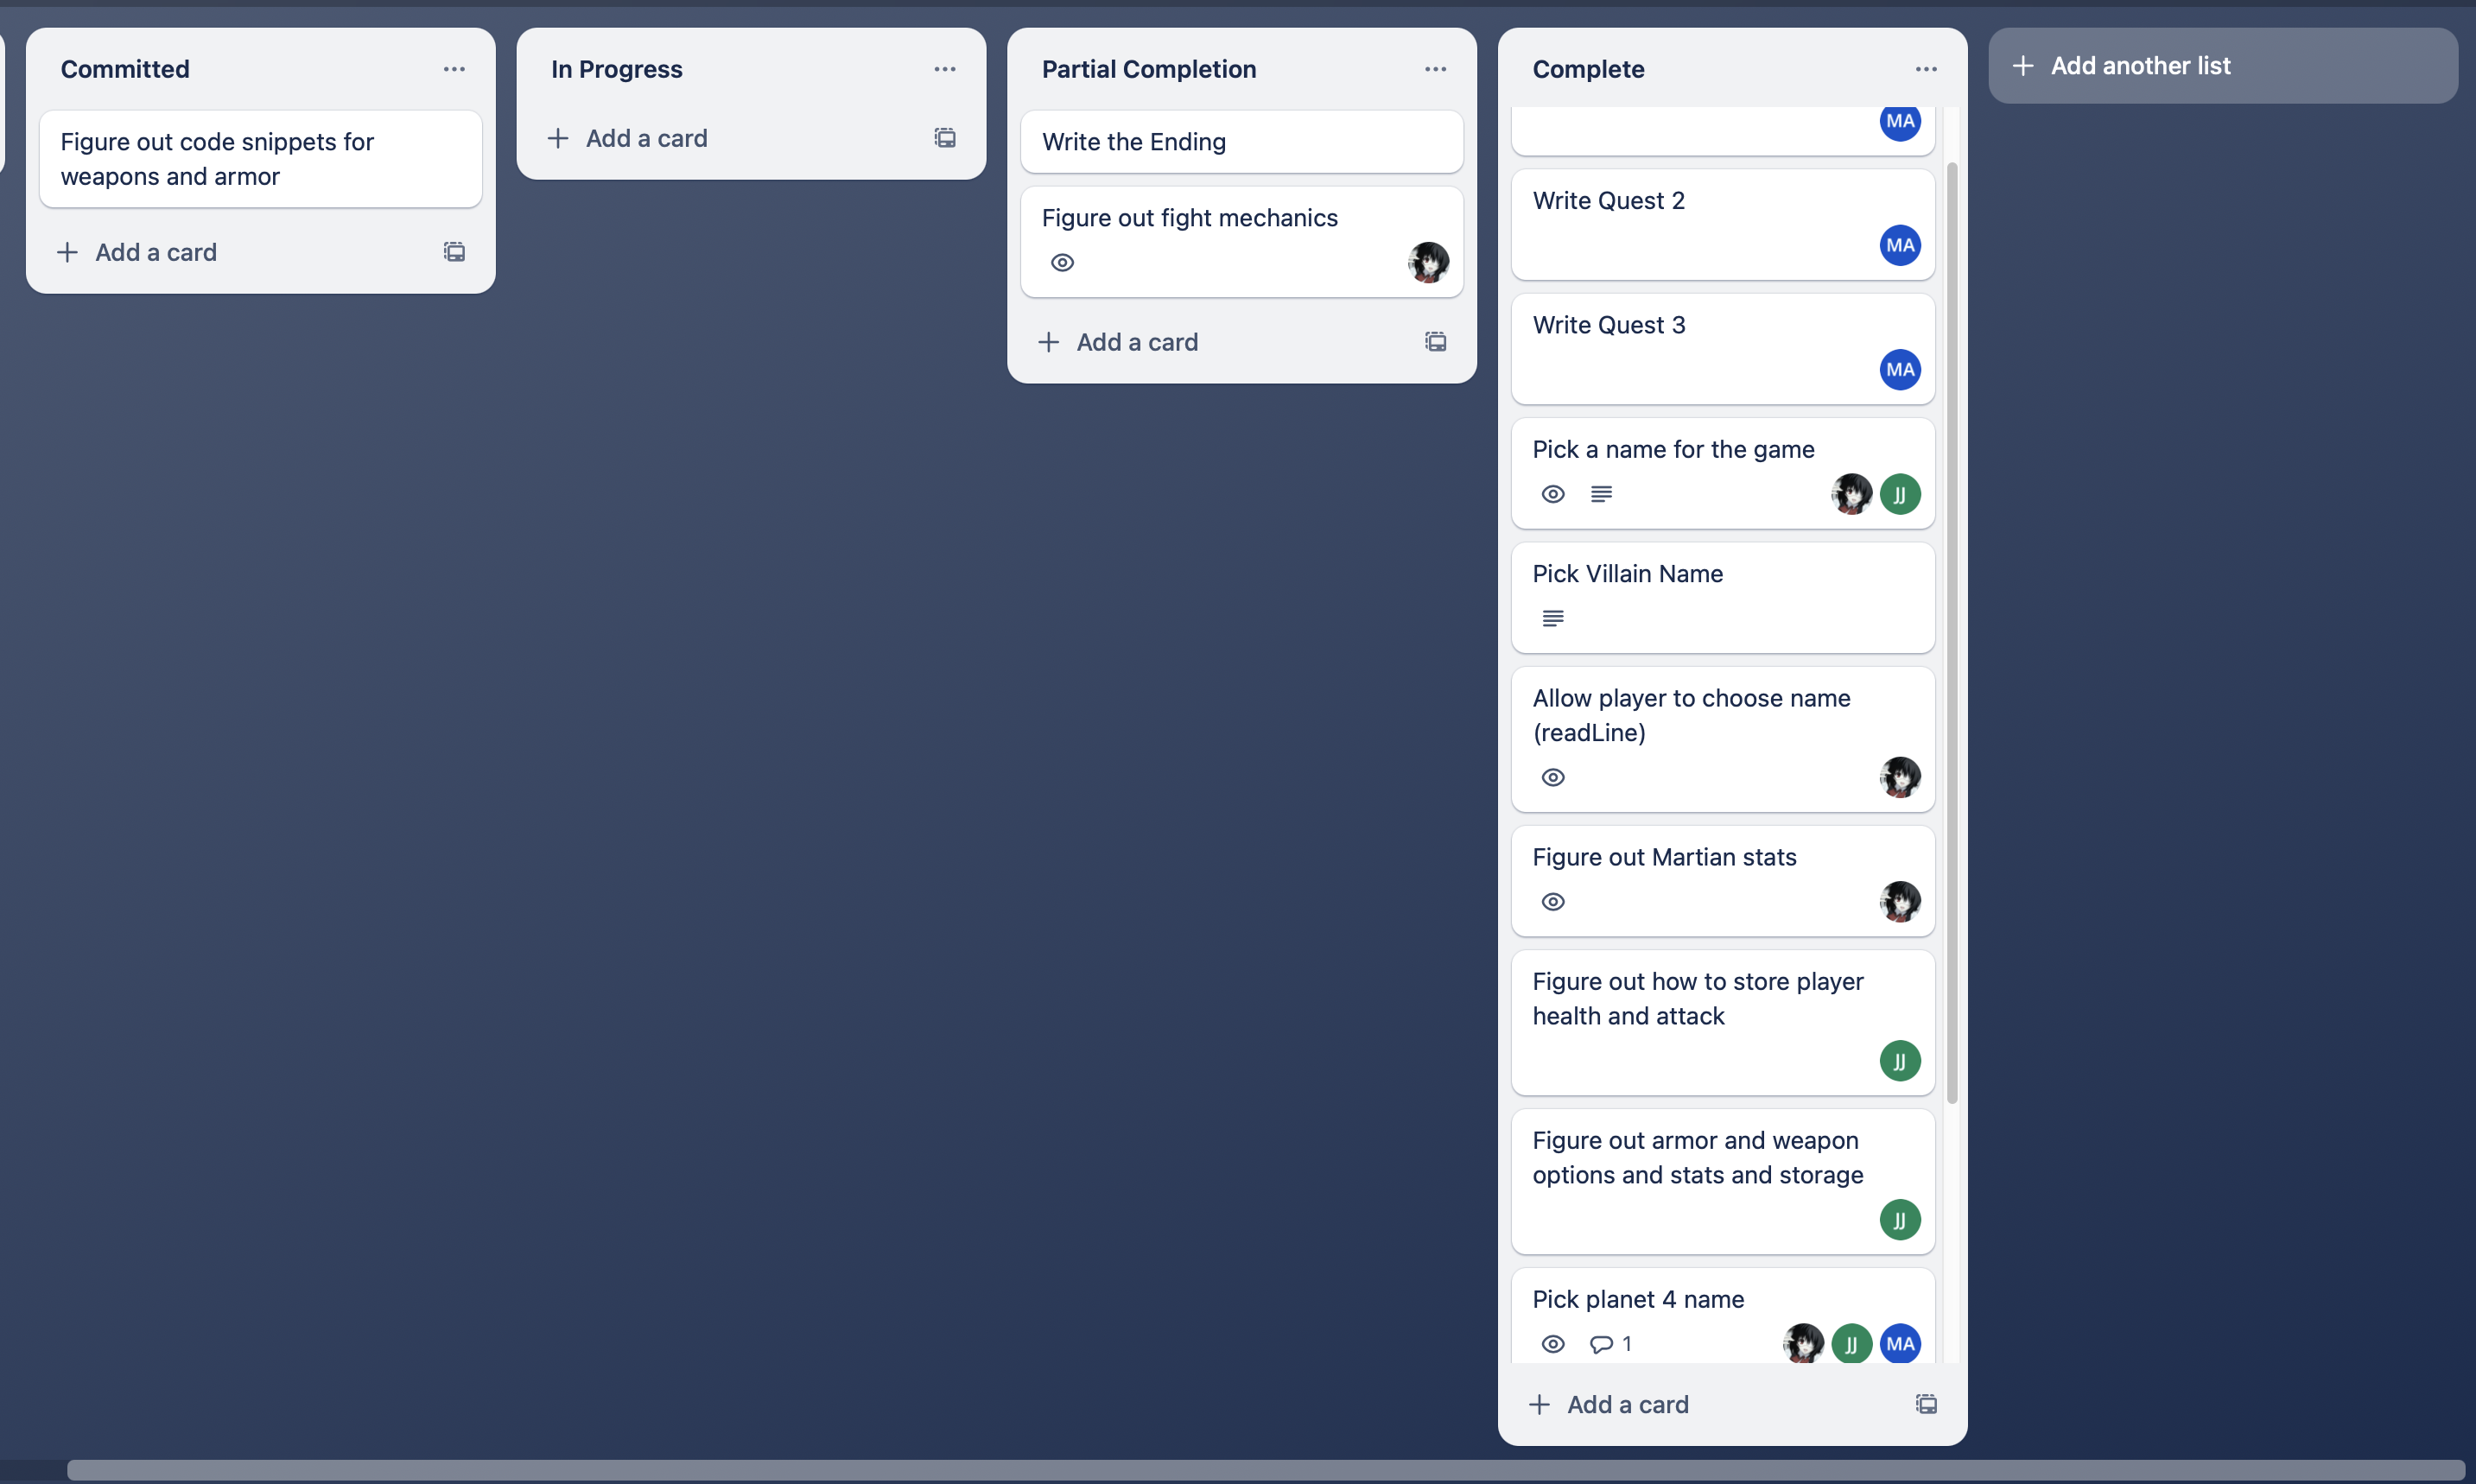 Committed
Figure out code snippets for
weapons and armor
Add a card
In Progress
Add a card
Partial Completion
Write the Ending
Figure out fight mechanics
Add a card
Complete
MA
Write Quest 2
MA
Write Quest 3
MA
Pick a name for the game
JJ
Pick Villain Name
Allow player to choose name
(readLine)
Figure out Martian stats
Figure out how to store player
health and attack
JJ
Figure out armor and weapon
options and stats and storage
JJ
Pick planet 4 name
1
JJ
MA
Add a card
Add another list